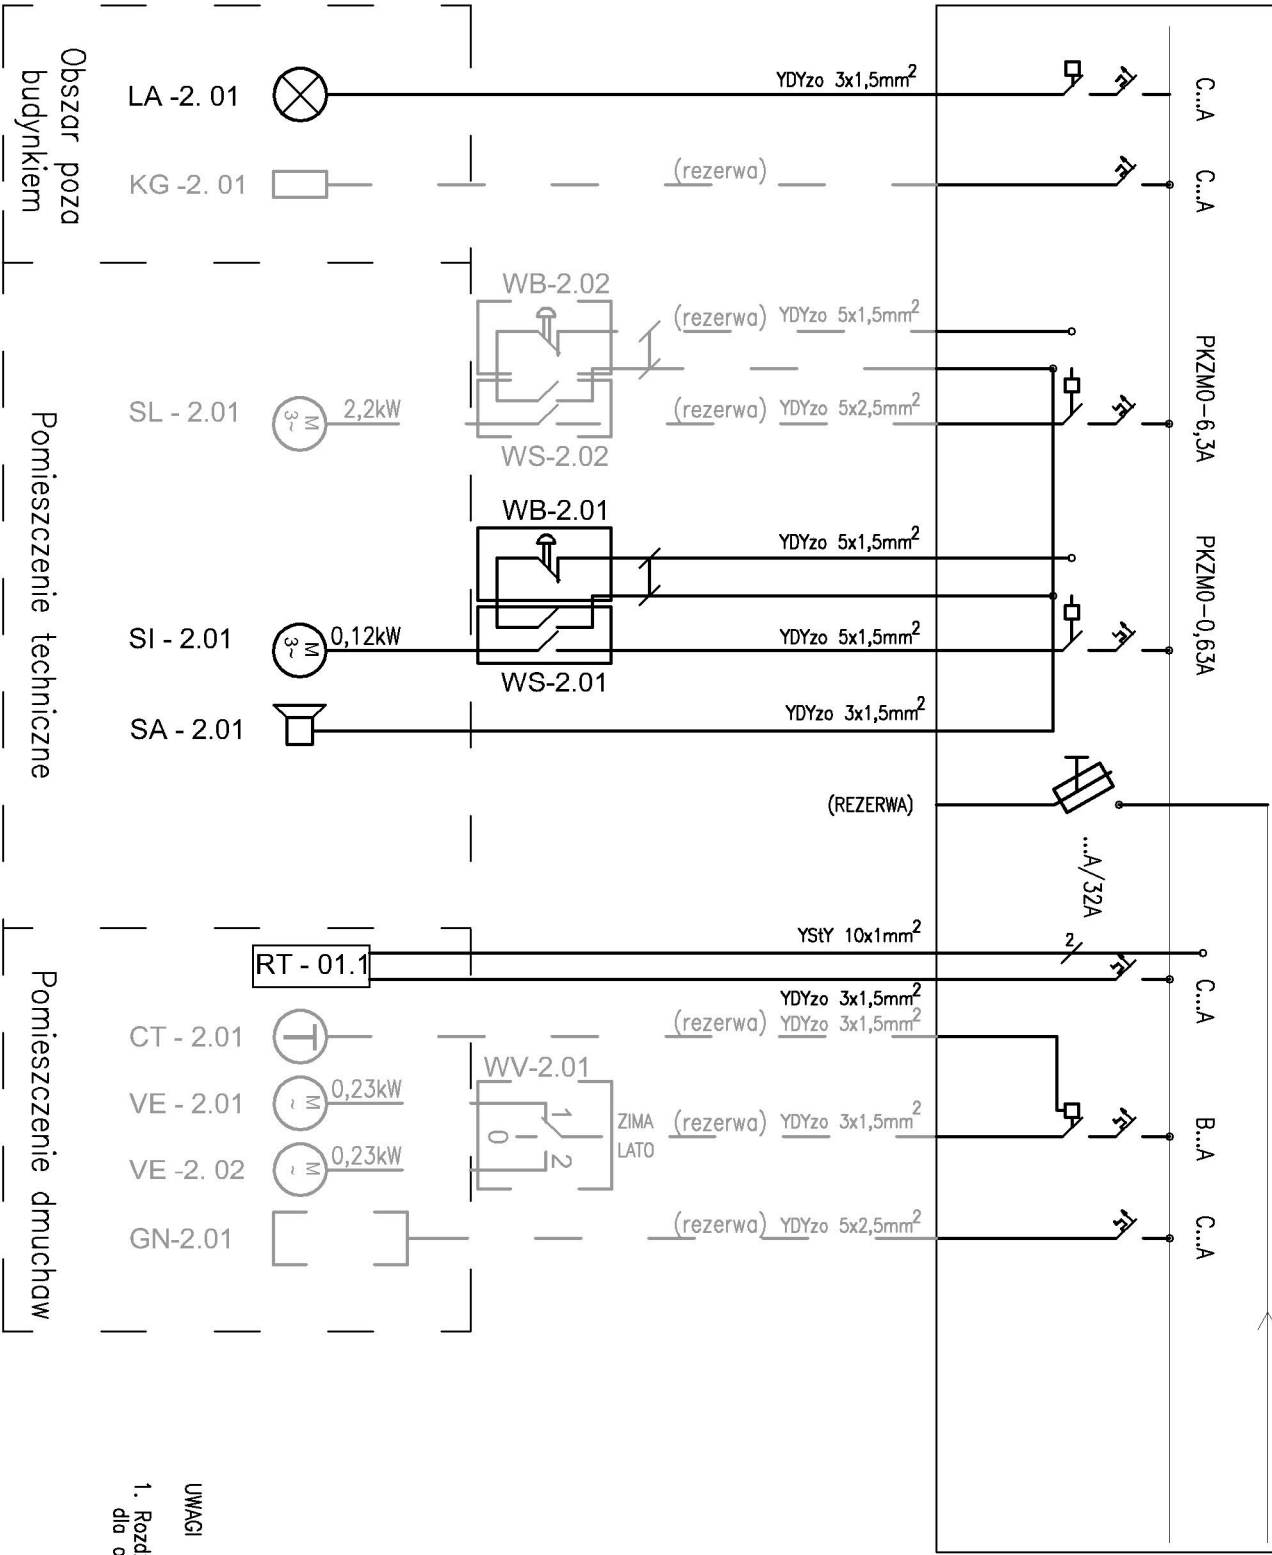 Obszar poza
budynkiem
LA -2. 01
YDYzo 3x1,5mm²
C...A
KG -2. 01
(rezerwa)
C...A
Pomieszczenie techniczne
WB-2.02
(rezerwa) YDYzo 5x1,5mm²
PKZM0-6,3A
SL - 2.01
M
3~
2,2kW
(rezerwa) YDYzo 5x2,5mm²
WS-2.02
WB-2.01
YDYzo 5x1,5mm²
PKZM0-0,63A
SI - 2.01
M
3~
0,12kW
YDYzo 5x1,5mm²
WS-2.01
SA - 2.01
YDYzo 3x1,5mm²
(REZERWA)
...A/32A
Pomieszczenie dmuchaw
RT - 01.1
YStY 10x1mm²
2
YDYzo 3x1,5mm²
C...A
CT - 2.01
T
(rezerwa) YDYzo 3x1,5mm²
VE - 2.01
M
~
0,23kW
WV-2.01
1
0
2
ZIMA
LATO
(rezerwa) YDYzo 3x1,5mm²
B...A
VE -2. 02
M
~
0,23kW
GN-2.01
(rezerwa) YDYzo 5x2,5mm²
C...A
UWAGI
1. Rozd
dla